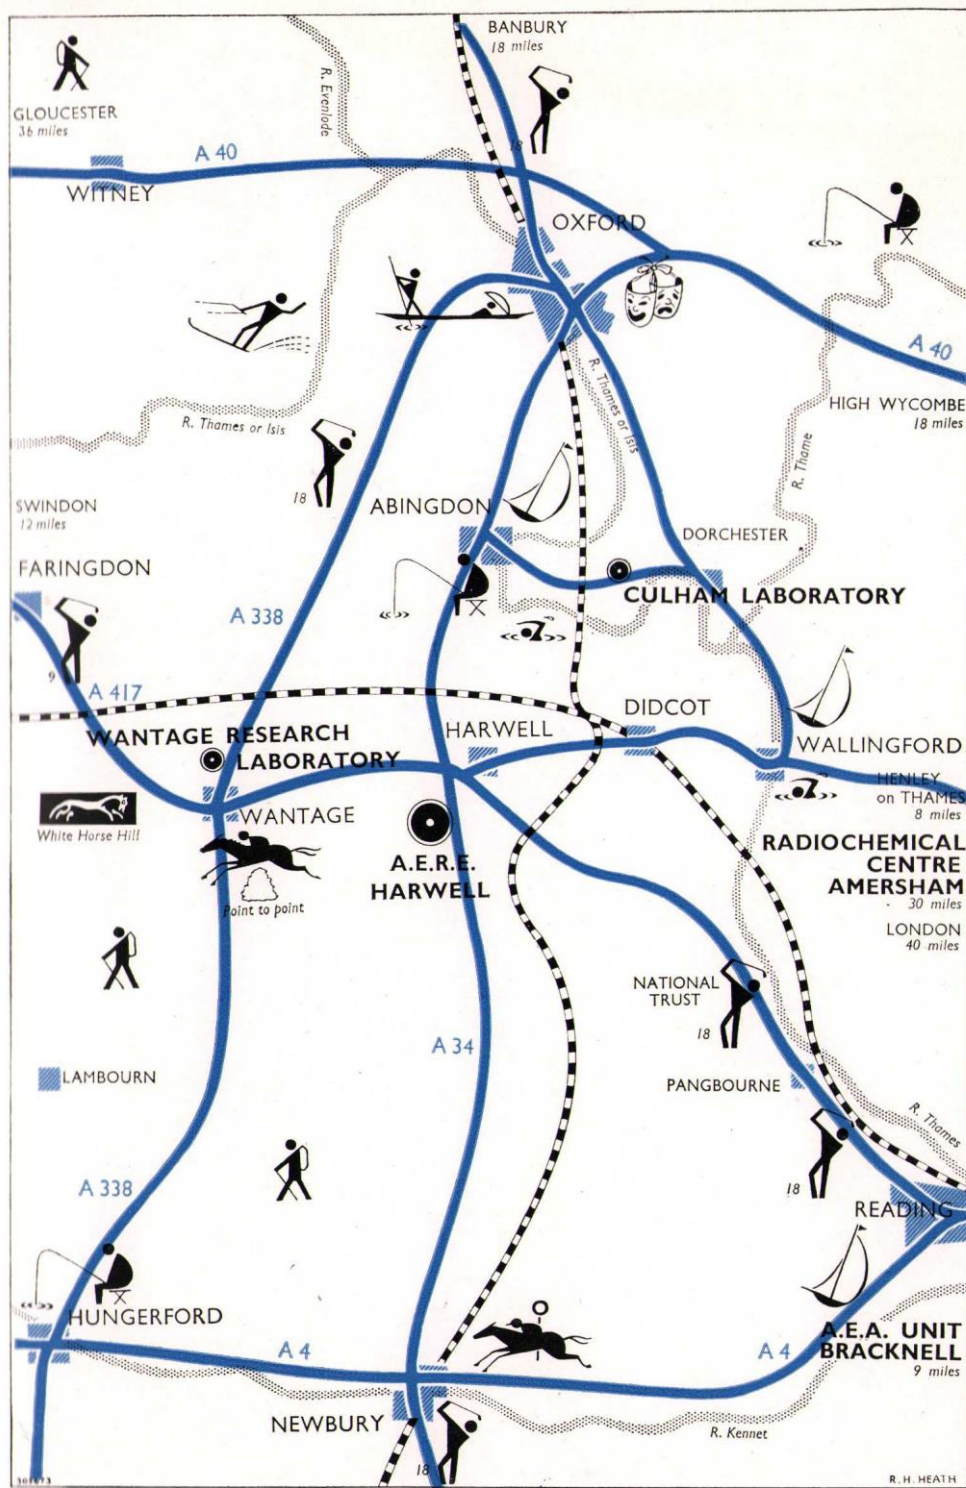 BANBURY
18 miles
R. Evenlode
GLOUCESTER
36 miles
18
A 40
WITNEY
OXFORD
A 40
R. Thames or Isis
R. Thames or Isis
HIGH WYCOMBE
18 miles
R. Thame
18
SWINDON
12 miles
ABINGDON
DORCHESTER
FARINGDON
CULHAM LABORATORY
A 338
9
A 417
DIDCOT
WANTAGE RESEARCH
LABORATORY
HARWELL
WALLINGFORD
HENLEY
on THAMES
8 miles
White Horse Hill
WANTAGE
RADIOCHEMICAL
CENTRE
AMERSHAM
30 miles
A.E.R.E.
HARWELL
Point to point
LONDON
40 miles
NATIONAL
TRUST
18
A 34
LAMBOURN
PANGBOURNE
R. Thames
A 338
18
READING
HUNGERFORD
A 4
A 4
A.E.A. UNIT
BRACKNELL
9 miles
NEWBURY
R. Kennet
18
R. H. HEATH